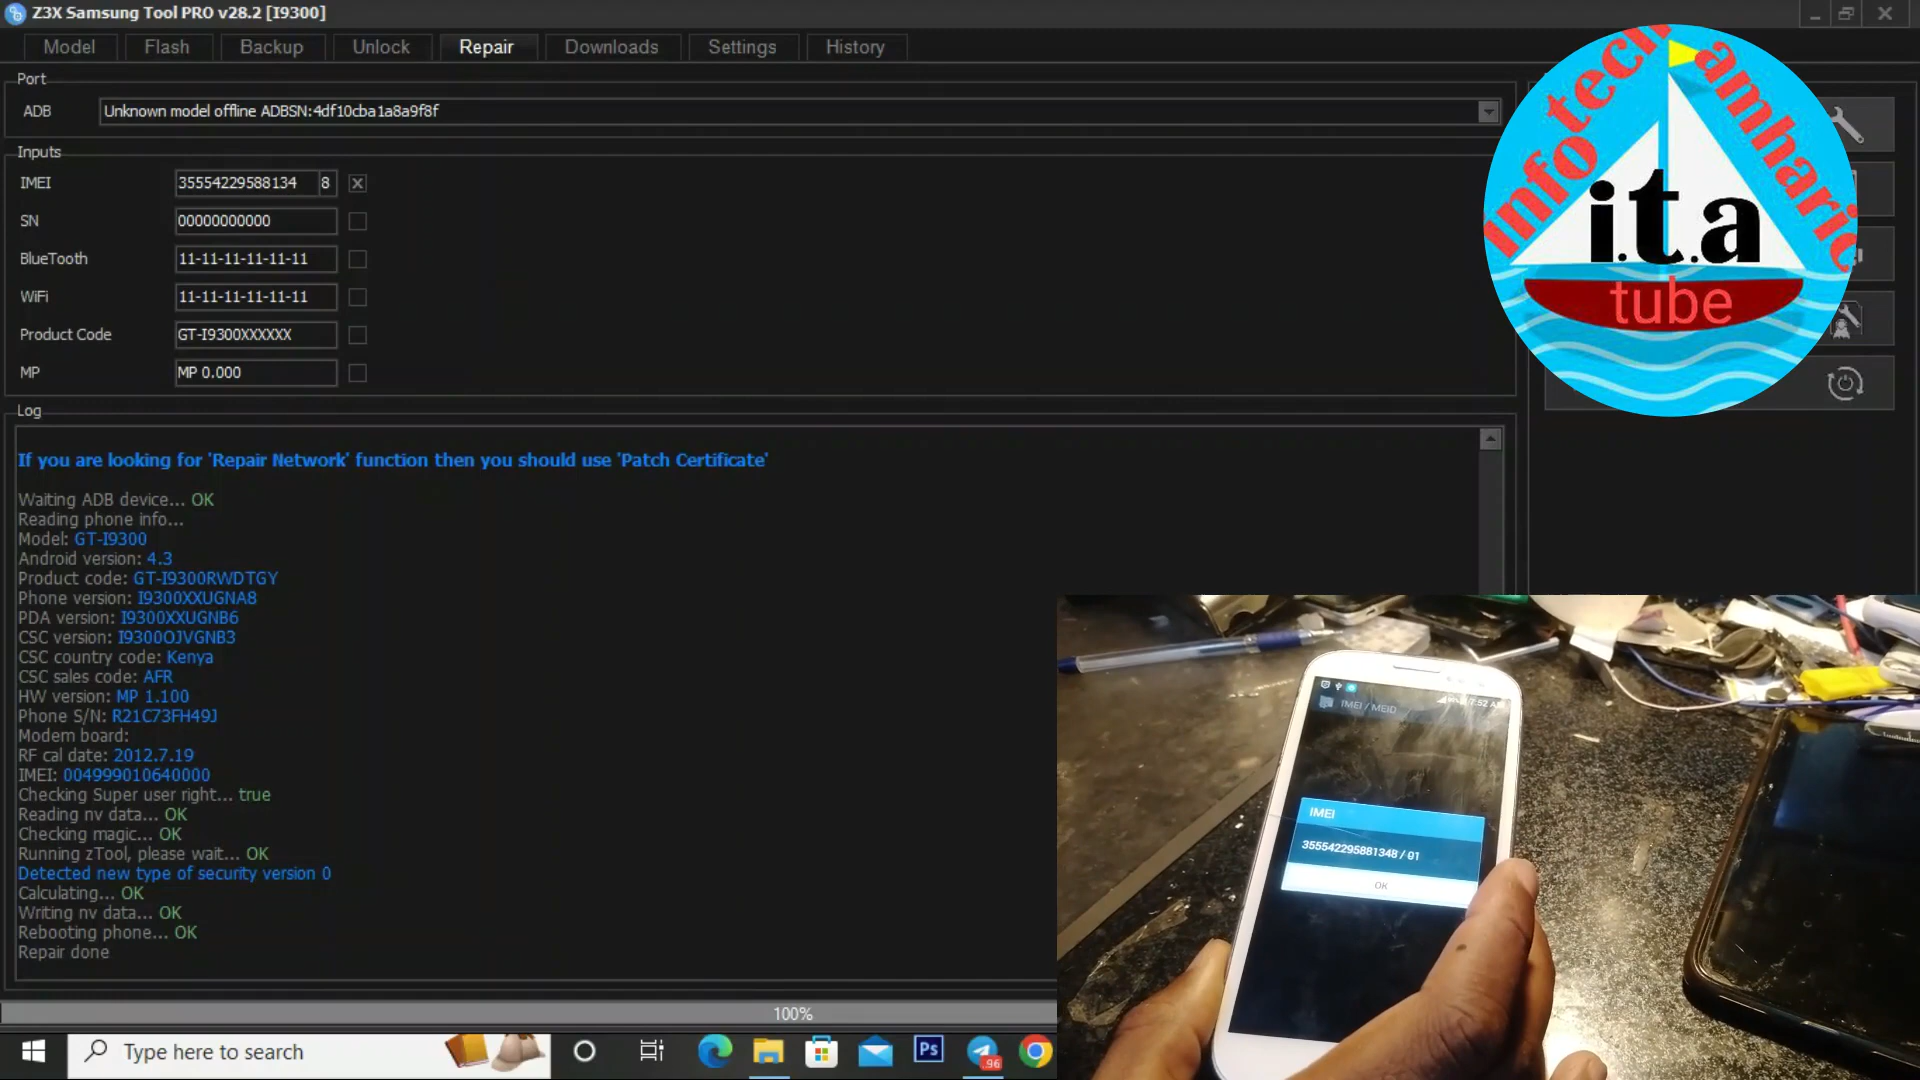 Z3X Samsung Tool PRO v28.2 [I9300]
Model Flash Backup Unlock Repair Downloads Settings History
Port
ADB Unknown model offline ADBSN:4df10cba1a8a9f8f
Inputs
IMEI 35554229588134 8
SN 00000000000
BlueTooth 11-11-11-11-11-11
WiFi 11-11-11-11-11-11
Product Code GT-I9300XXXXXX
MP MP 0.000
infotech amharic
i.t.a
tube
Log
If you are looking for 'Repair Network' function then you should use 'Patch Certificate'
Waiting ADB device... OK
Reading phone info...
Model: GT-I9300
Android version: 4.3
Product code: GT-I9300RWDTGY
Phone version: I9300XXUGNA8
PDA version: I9300XXUGNB6
CSC version: I9300OJVGNB3
CSC country code: Kenya
CSC sales code: AFR
HW version: MP 1.100
Phone S/N: R21C73FH49J
Modem board:
RF cal date: 2012.7.19
IMEI: 004999010640000
Checking Super user right... true
Reading nv data... OK
Checking magic... OK
Running zTool, please wait... OK
Detected new type of security version 0
Calculating... OK
Writing nv data... OK
Rebooting phone... OK
Repair done
100%
7:52 AM
IMEI / MEID
IMEI
355542295881348 / 01
OK
Type here to search
Ps
96